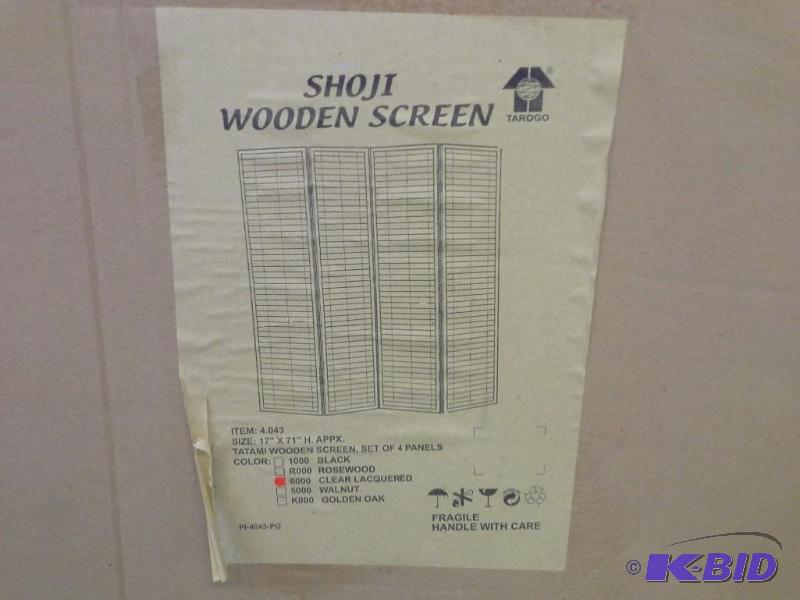 SHOJI
WOODEN SCREEN
TAROGO
®
ITEM: 4.043
SIZE: 17" X 71" H. APPX.
TATAMI WOODEN SCREEN, SET OF 4 PANELS
COLOR: 1000 BLACK
R000 ROSEWOOD
6000 CLEAR LACQUERED
5000 WALNUT
K000 GOLDEN OAK
PI-4043-PG
FRAGILE
HANDLE WITH CARE
© K-BID